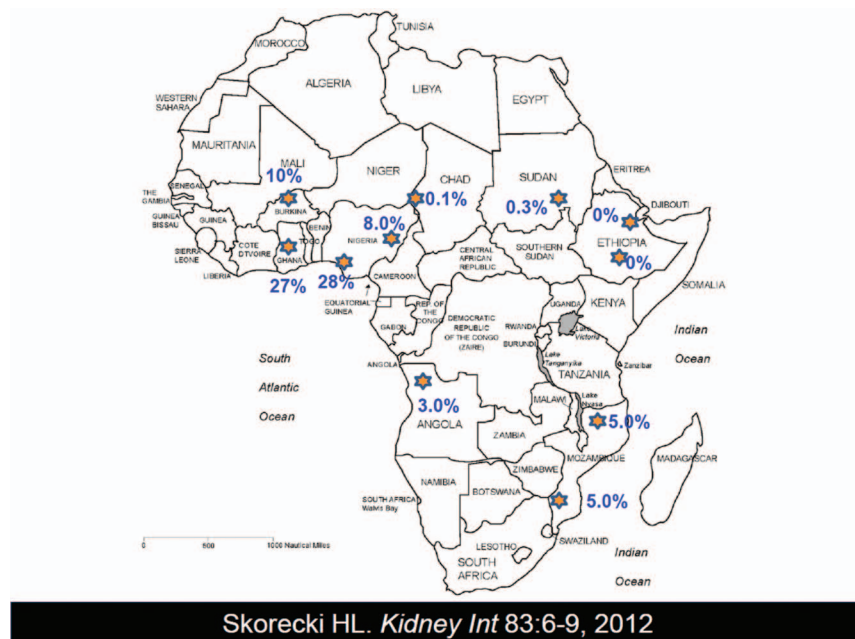 TUNISIA
MOROCCO
ALGERIA
LIBYA
EGYPT
WESTERN
SAHARA
MAURITANIA
MALI
10%
NIGER
CHAD
0.1%
SUDAN
0.3%
ERITREA
THE
GAMBIA
SENEGAL
GUINEA
BISSAU
GUINEA
BURKINA
BENIN
8.0%
NIGERIA
0%
DJIBOUTI
ETHIOPIA
0%
SIERRA
LEONE
COTE
D'IVOIRE
GHANA
TOGO
LIBERIA
27%
28%
CENTRAL
AFRICAN
REPUBLIC
SOUTHERN
SUDAN
CAMEROON
SOMALIA
EQUATORIAL
GUINEA
REP. OF
THE
CONGO
GABON
DEMOCRATIC
REPUBLIC
OF THE CONGO
(ZAIRE)
UGANDA
KENYA
RWANDA
BURUNDI
Lake
Victoria
Indian
Ocean
South
Atlantic
Ocean
ANGOLA
Lake
Tanganyika
TANZANIA
Zanzibar
3.0%
ANGOLA
MALAWI
Lake
Nyasa
5.0%
ZAMBIA
MOZAMBIQUE
MADAGASCAR
ZIMBABWE
NAMIBIA
BOTSWANA
SOUTH AFRICA
Walvis Bay
5.0%
0 500 1000 Nautical Miles
SWAZILAND
LESOTHO
SOUTH
AFRICA
Indian
Ocean
Skorecki HL. Kidney Int 83:6-9, 2012